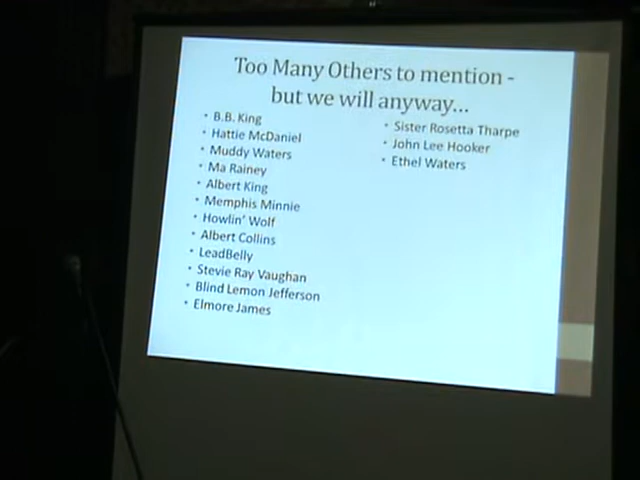 Too Many Others to mention -
but we will anyway...
• B.B. King
• Hattie McDaniel
• Muddy Waters
• Ma Rainey
• Albert King
• Memphis Minnie
• Howlin' Wolf
• Albert Collins
• LeadBelly
• Stevie Ray Vaughan
• Blind Lemon Jefferson
• Elmore James
• Sister Rosetta Tharpe
• John Lee Hooker
• Ethel Waters